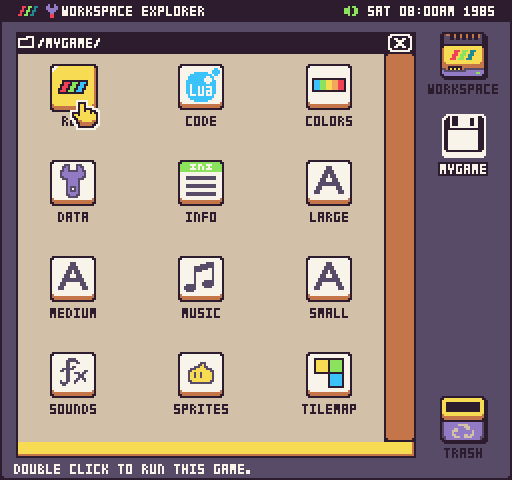 WORKSPACE EXPLORER
SAT 08:00AM 1985
/MYGAME/
WORKSPACE
Lua
CODE
COLORS
MYGAME
ini
DATA
INFO
A
LARGE
A
MEDIUM
MUSIC
A
SMALL
fx
SOUNDS
SPRITES
TILEMAP
TRASH
DOUBLE CLICK TO RUN THIS GAME.